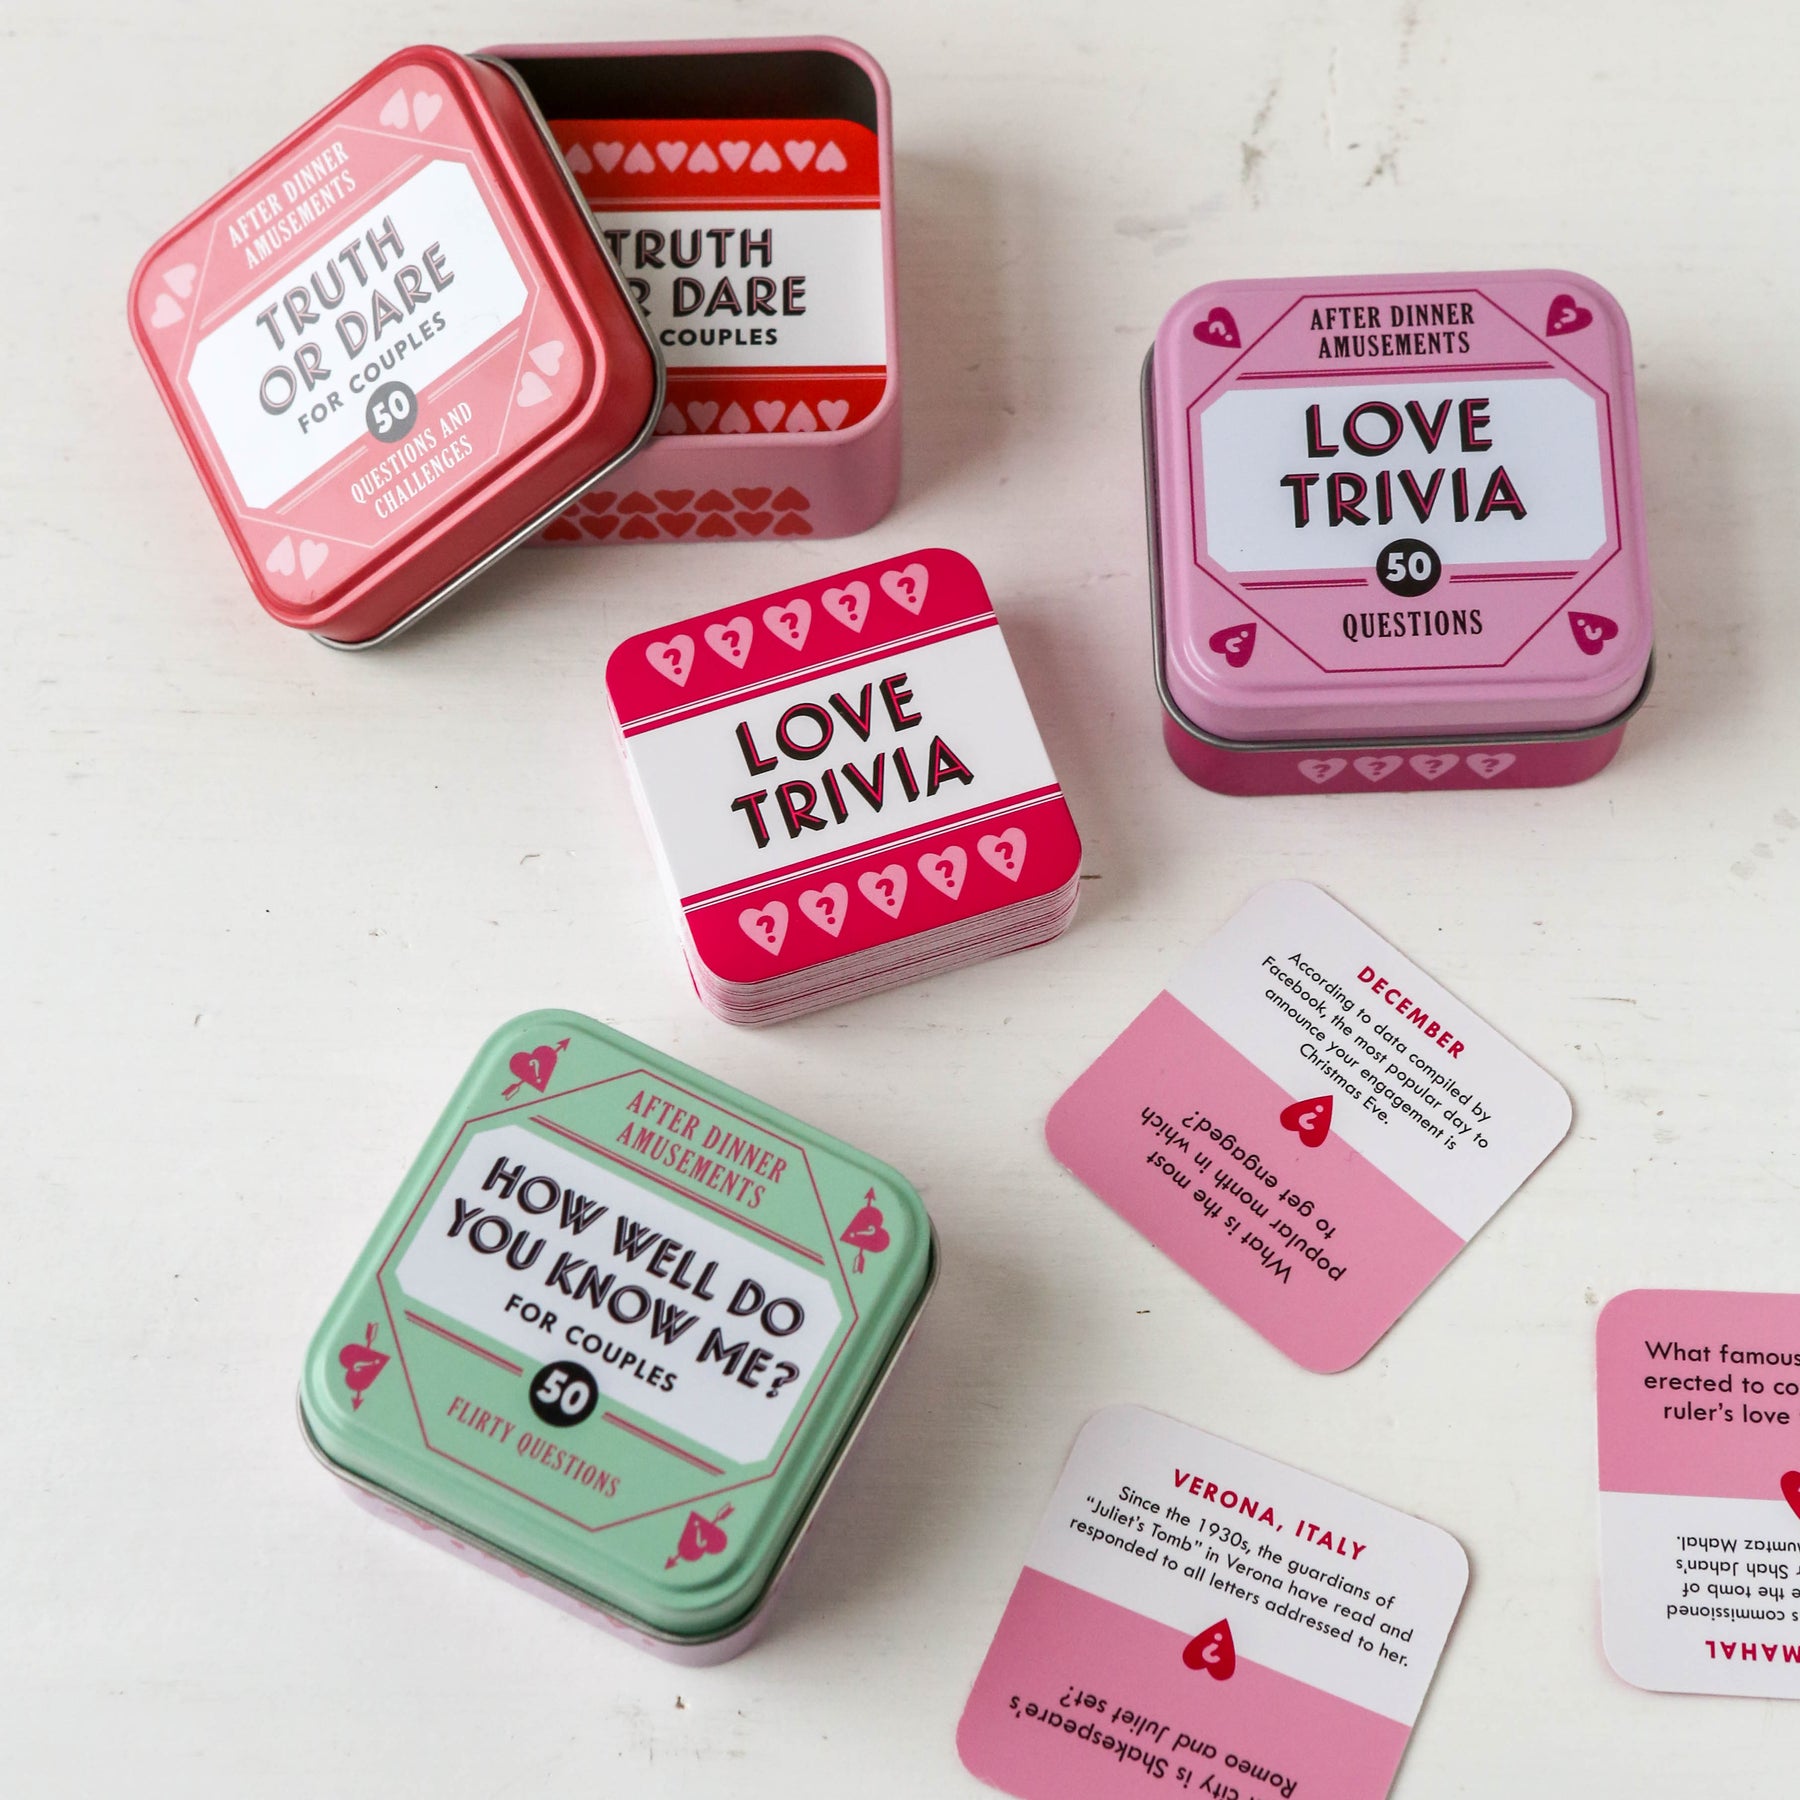 AFTER DINNER
AMUSEMENTS
TRUTH
OR DARE
FOR COUPLES
50
QUESTIONS AND
CHALLENGES
TRUTH
DARE
COUPLES
AFTER DINNER
AMUSEMENTS
LOVE
TRIVIA
50
QUESTIONS
LOVE
TRIVIA
AFTER DINNER
AMUSEMENTS
HOW WELL DO
YOU KNOW ME?
FOR COUPLES
50
FLIRTY QUESTIONS
DECEMBER
According to data compiled by
Facebook, the most popular day to
announce your engagement is
Christmas Eve.
What is the most
popular month in which
to get engaged?
VERONA, ITALY
Since the 1930s, the guardians of
"Juliet's Tomb" in Verona have read and
responded to all letters addressed to her.
city is Shakespeare's
Romeo and Juliet set?
What famous
erected to
ruler's love
MAHAL
commissioned
the tomb of
Shah Jahan's
Mumtaz Mahal.